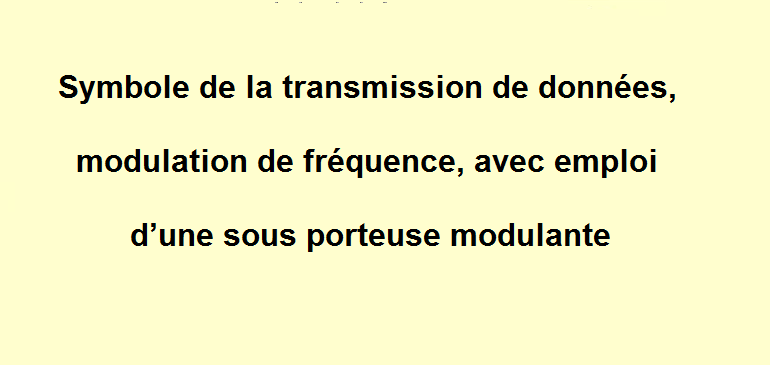 Symbole de la transmission de données,
modulation de fréquence, avec emploi
d’une sous porteuse modulante